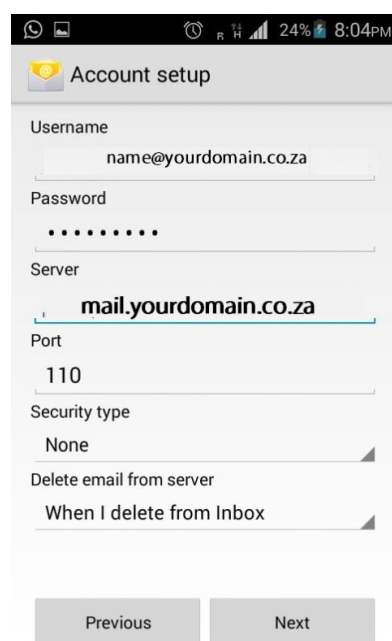 R H 24% 8:04PM
Account setup
Username
name@yourdomain.co.za
Password
•••••••••
Server
mail.yourdomain.co.za
Port
110
Security type
None
Delete email from server
When I delete from Inbox
Previous Next